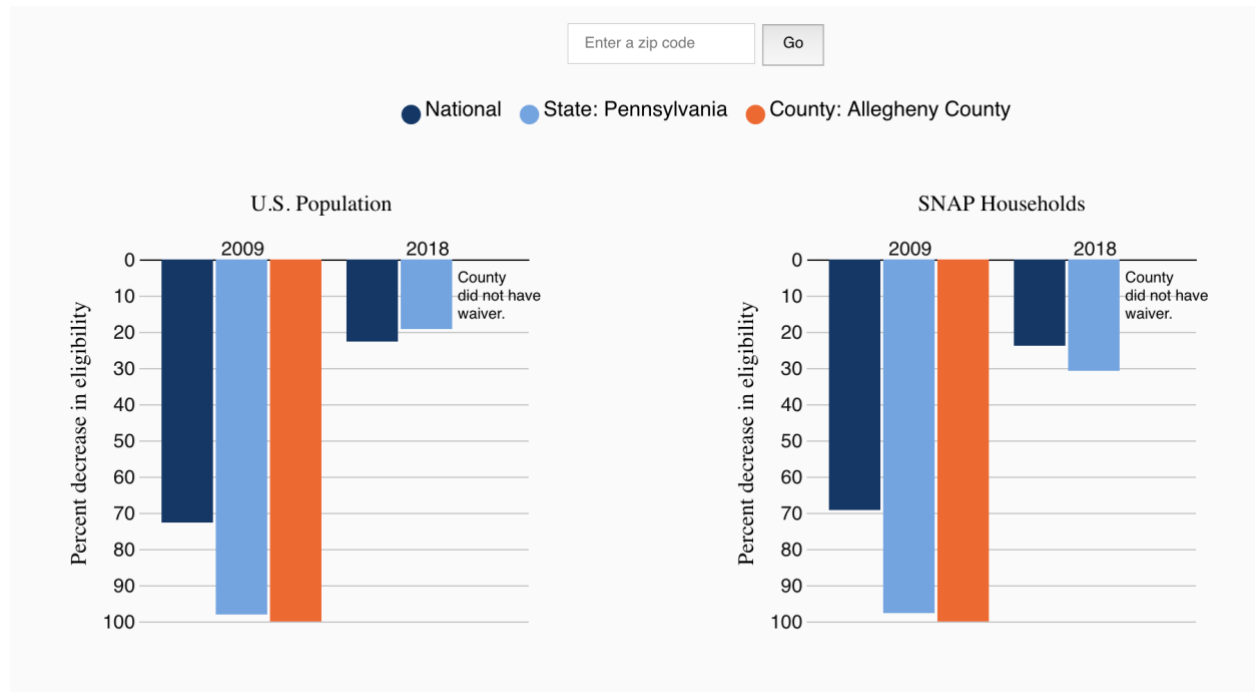 Enter a zip code Go
National State: Pennsylvania County: Allegheny County
U.S. Population
2009 2018
Percent decrease in eligibility
0
10
20
30
40
50
60
70
80
90
100
County
did not have
waiver.
SNAP Households
2009 2018
Percent decrease in eligibility
0
10
20
30
40
50
60
70
80
90
100
County
did not have
waiver.